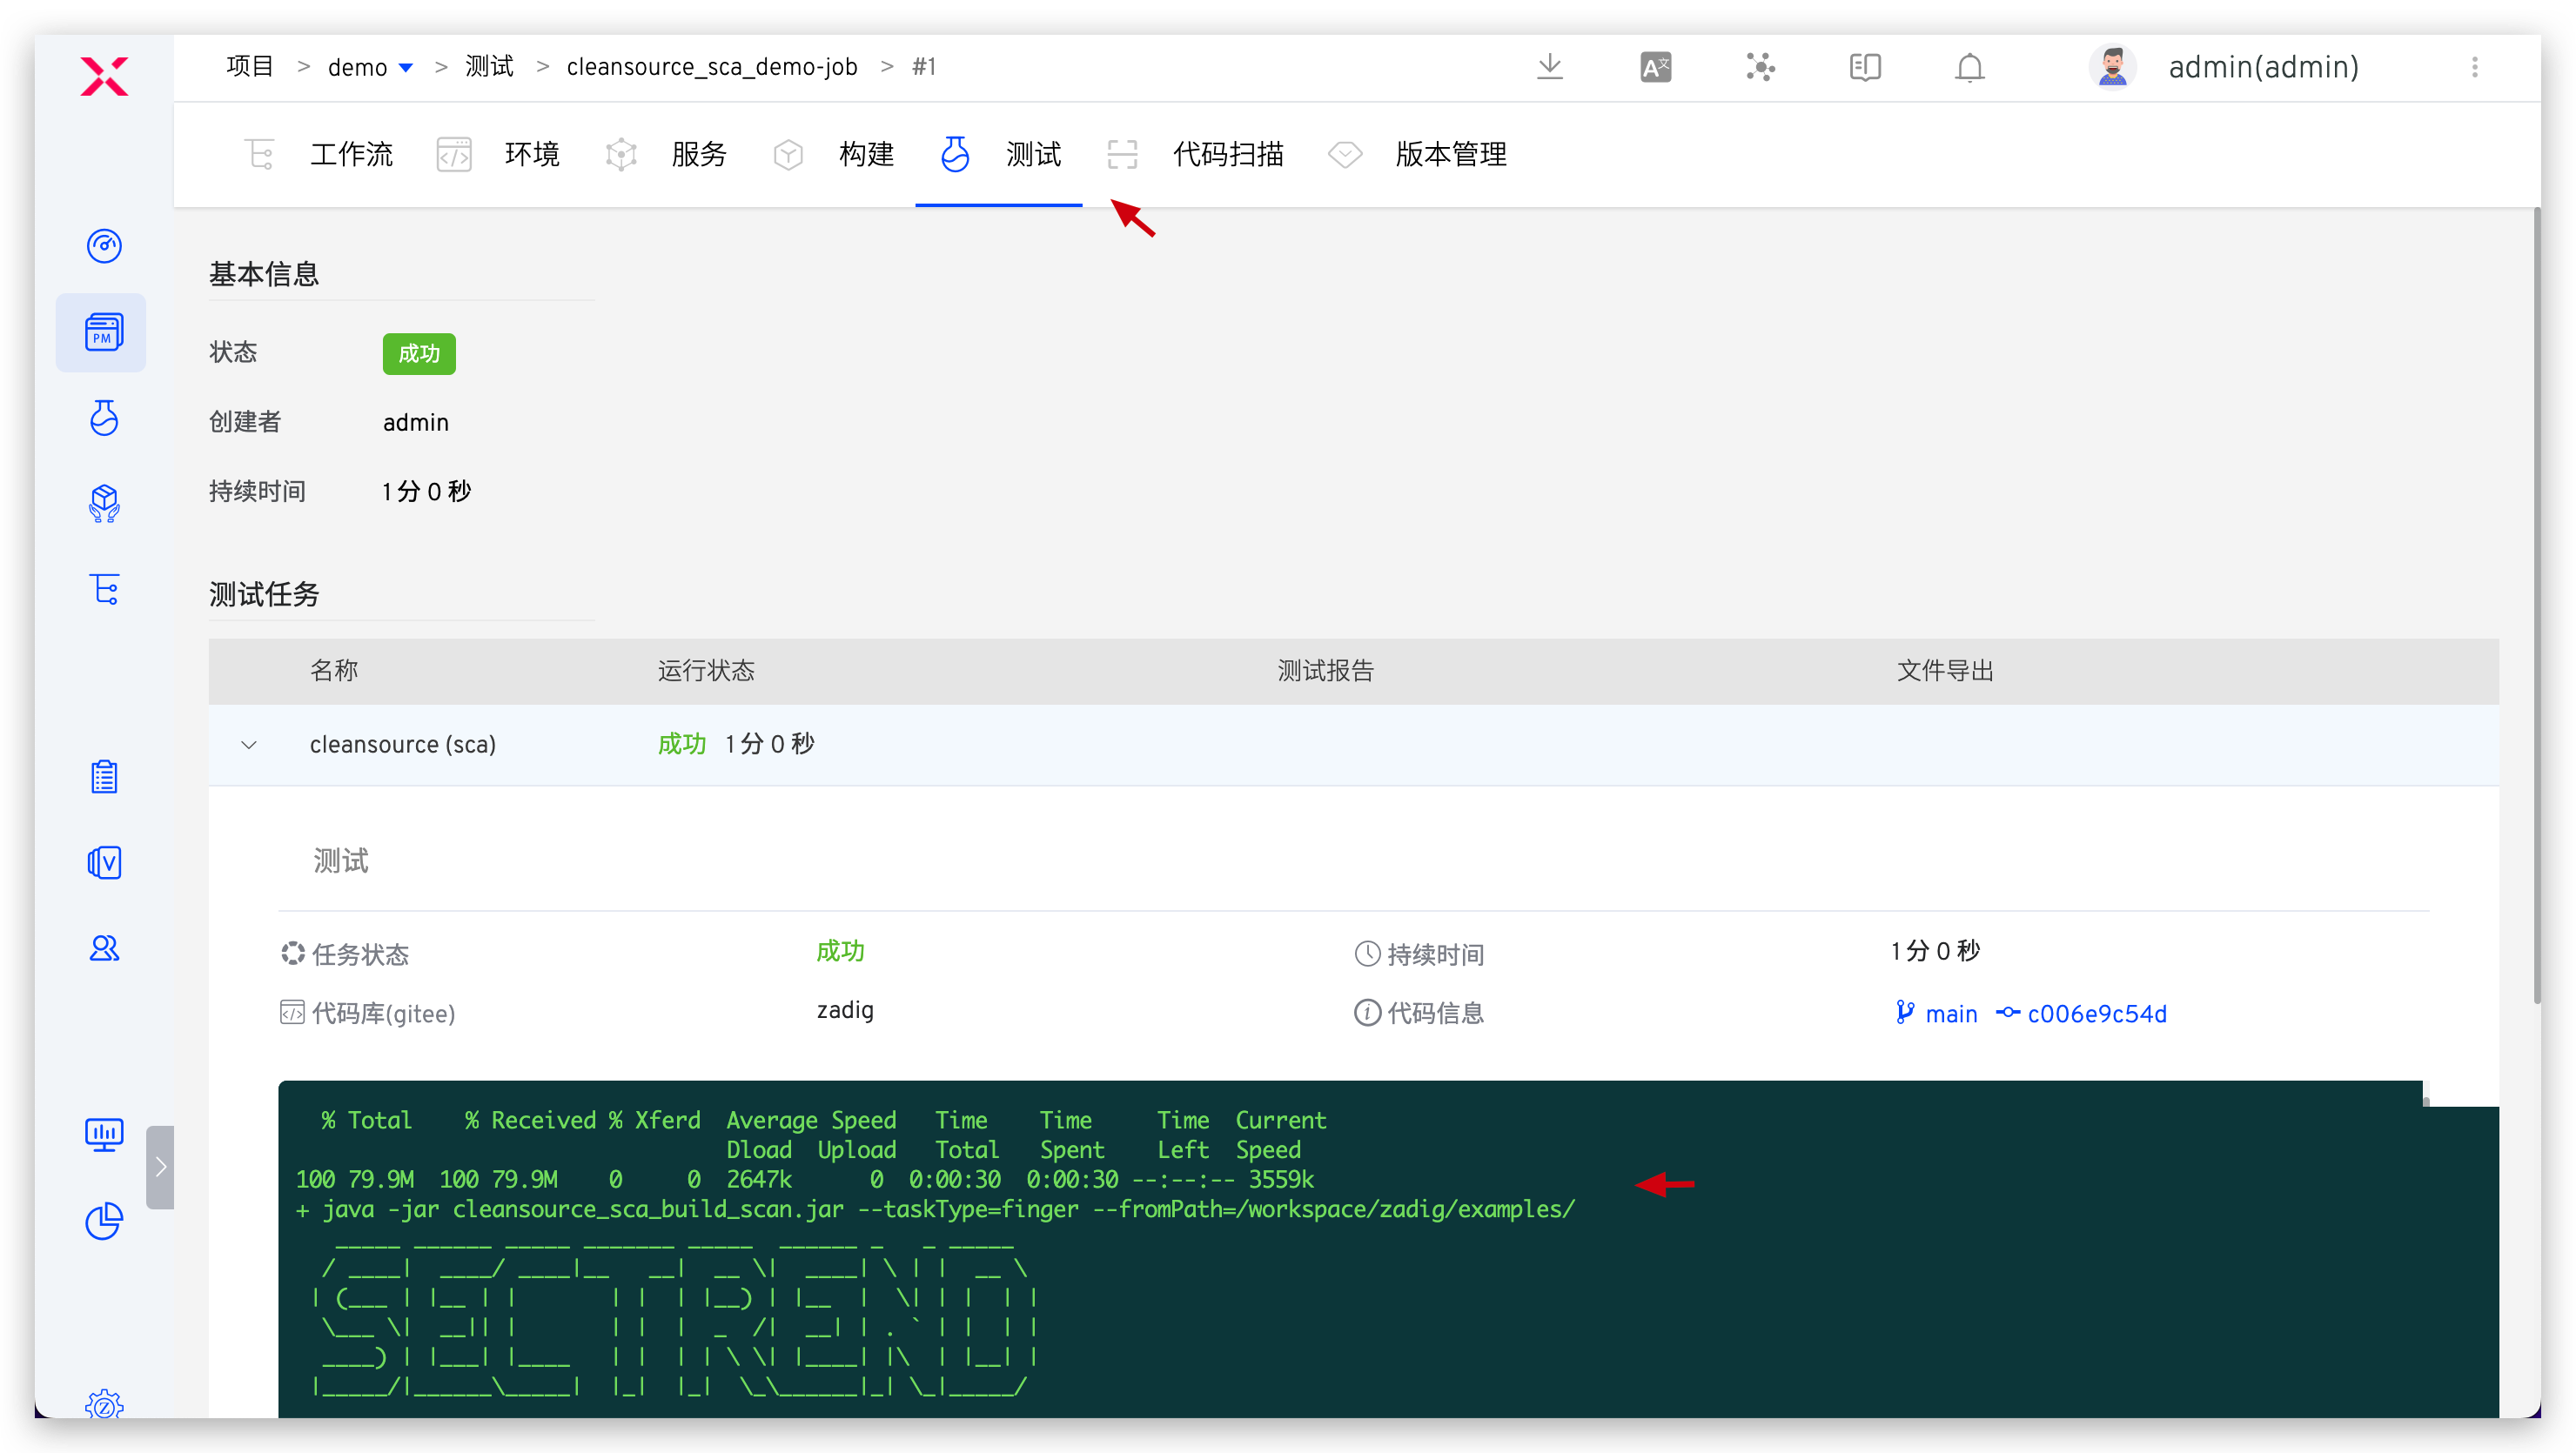 项目 > demo > 测试 > cleansource_sca_demo-job > #1
admin(admin)
工作流 环境 服务 构建 测试 代码扫描 版本管理
PM
基本信息
状态 成功
创建者 admin
持续时间 1 分 0 秒
测试任务
名称 运行状态 测试报告 文件导出
cleansource (sca) 成功 1 分 0 秒
测试
任务状态 成功 持续时间 1 分 0 秒
代码库(gitee) zadig 代码信息 main c006e9c54d
% Total % Received % Xferd Average Speed Time Time Time Current
Dload Upload Total Spent Left Speed
100 79.9M 100 79.9M 0 0 2647k 0 0:00:30 0:00:30 --:--:-- 3559k
+ java -jar cleansource_sca_build_scan.jar --taskType=finger --fromPath=/workspace/zadig/examples/
SECTREND